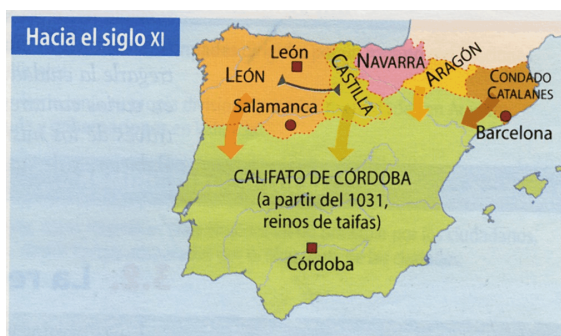 Hacia el siglo XI
León
LEÓN
CASTILLA
NAVARRA
ARAGÓN
CONDADO
CATALANES
Salamanca
Barcelona
CALIFATO DE CÓRDOBA
(a partir del 1031,
reinos de taifas)
Córdoba